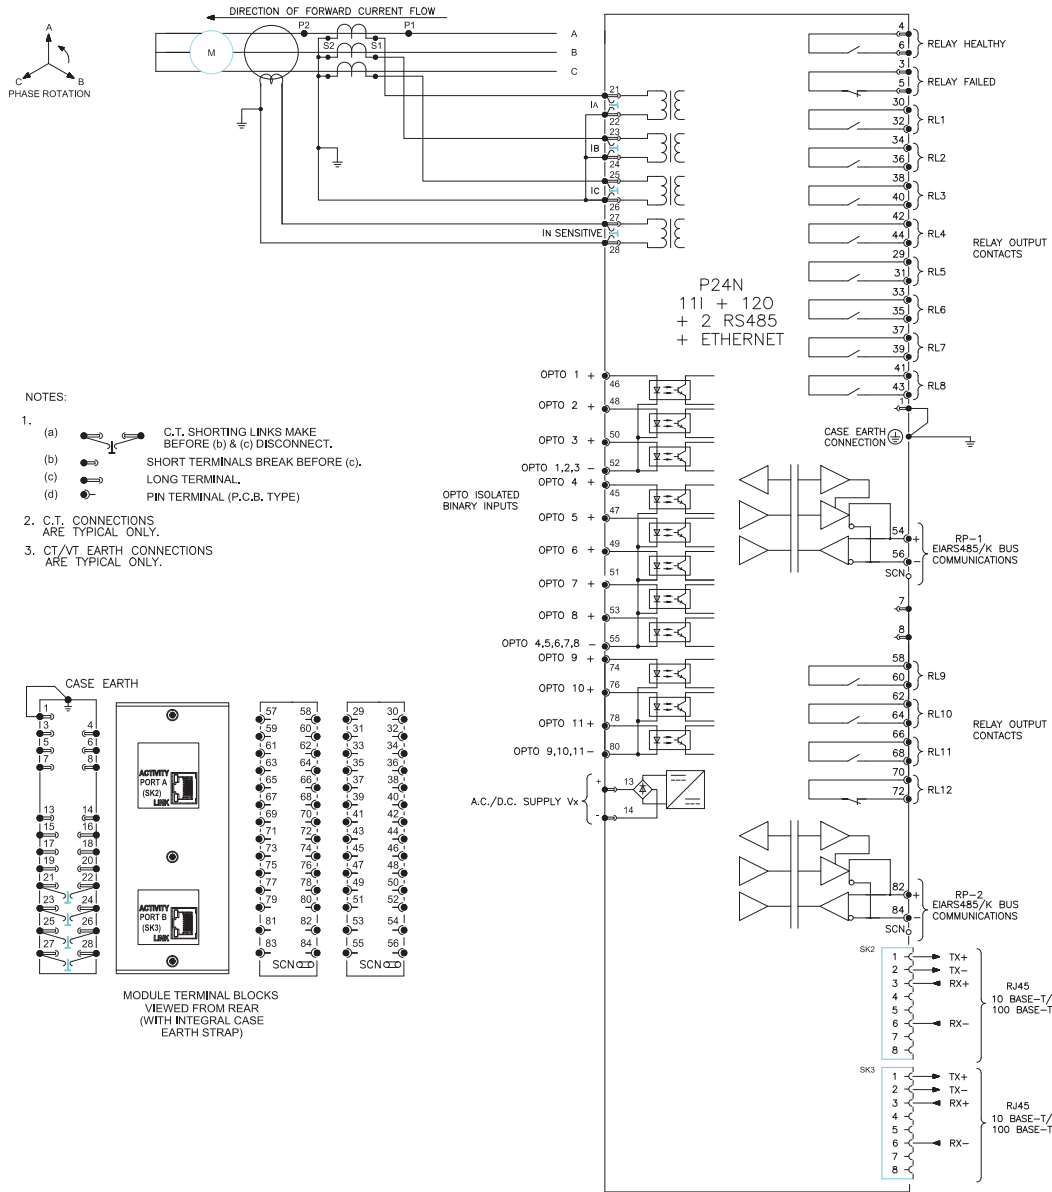 DIRECTION OF FORWARD CURRENT FLOW
A
C
B
PHASE ROTATION
P2
P1
M
S2
S1
A
B
C
21
IA
22
23
IB
24
25
IC
26
27
IN SENSITIVE
28
P24N
11I + 12O
+ 2 RS485
+ ETHERNET
4
6
RELAY HEALTHY
3
5
RELAY FAILED
30
32
RL1
34
36
RL2
38
40
RL3
42
44
RL4
29
31
RL5
33
35
RL6
37
39
RL7
41
43
RL8
RELAY OUTPUT
CONTACTS
1
CASE EARTH
CONNECTION
OPTO 1 +
46
OPTO 2 +
48
OPTO 3 +
50
OPTO 1,2,3 -
52
OPTO 4 +
45
OPTO 5 +
47
OPTO 6 +
49
OPTO 7 +
51
OPTO 8 +
53
OPTO 4,5,6,7,8 -
55
OPTO 9 +
74
OPTO 10 +
76
OPTO 11 +
78
OPTO 9,10,11 -
80
OPTO ISOLATED
BINARY INPUTS
A.C./D.C. SUPPLY Vx
+
13
-
14
54
+
56
-
SCN
RP-1
EIARS485/K BUS
COMMUNICATIONS
7
8
58
60
RL9
62
64
RL10
66
68
RL11
70
72
RL12
RELAY OUTPUT
CONTACTS
82
+
84
-
SCN
RP-2
EIARS485/K BUS
COMMUNICATIONS
SK2
1 TX+
2 TX-
3 RX+
4
5
6 RX-
7
8
RJ45
10 BASE-T/
100 BASE-T
SK3
1 TX+
2 TX-
3 RX+
4
5
6 RX-
7
8
RJ45
10 BASE-T/
100 BASE-T
NOTES:
1.
(a) C.T. SHORTING LINKS MAKE
BEFORE (b) & (c) DISCONNECT.
(b) SHORT TERMINALS BREAK BEFORE (c).
(c) LONG TERMINAL.
(d) PIN TERMINAL (P.C.B. TYPE)
2. C.T. CONNECTIONS
ARE TYPICAL ONLY.
3. CT/VT EARTH CONNECTIONS
ARE TYPICAL ONLY.
CASE EARTH
1
3 4
5 6
7 8
13 14
15 16
17 18
19 20
21 22
23 24
25 26
27 28
ACTIVITY
PORT A
(SK2)
LINK
ACTIVITY
PORT B
(SK3)
LINK
57 58
59 60
61 62
63 64
65 66
67 68
69 70
71 72
73 74
75 76
77 78
79 80
81 82
83 84
SCN
29 30
31 32
33 34
35 36
37 38
39 40
41 42
43 44
45 46
47 48
49 50
51 52
53 54
55 56
SCN
MODULE TERMINAL BLOCKS
VIEWED FROM REAR
(WITH INTEGRAL CASE
EARTH STRAP)